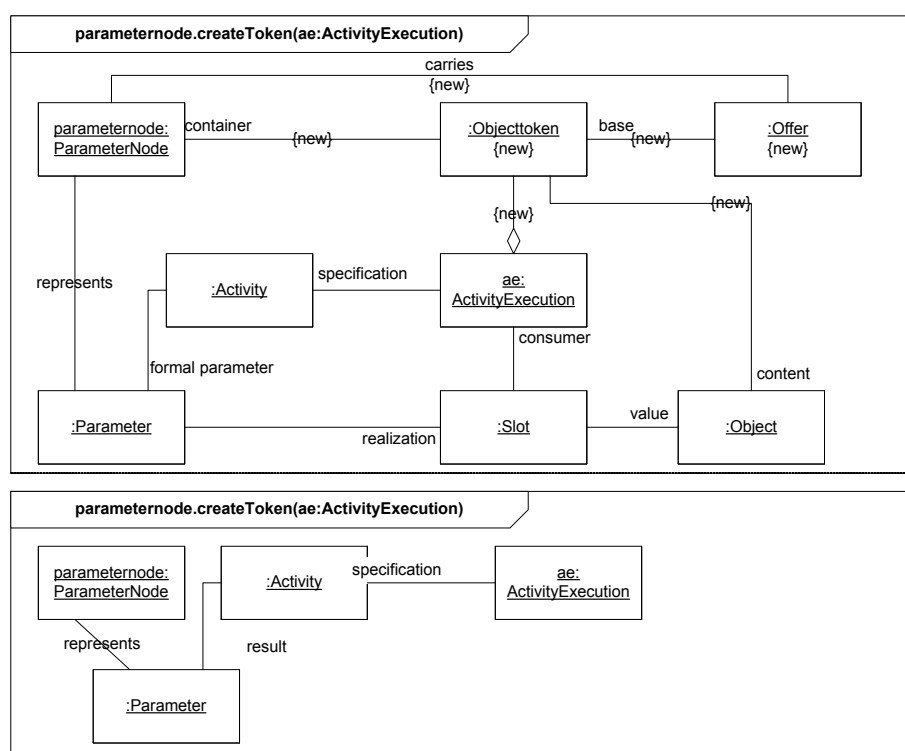 parameternode.createToken(ae:ActivityExecution)
carries
{new}
parameternode:
ParameterNode
container
{new}
:Objecttoken
{new}
base
{new}
:Offer
{new}
{new}
{new}
represents
:Activity
specification
ae:
ActivityExecution
consumer
formal parameter
content
:Parameter
realization
:Slot
value
:Object
parameternode.createToken(ae:ActivityExecution)
parameternode:
ParameterNode
:Activity
specification
ae:
ActivityExecution
represents
result
:Parameter